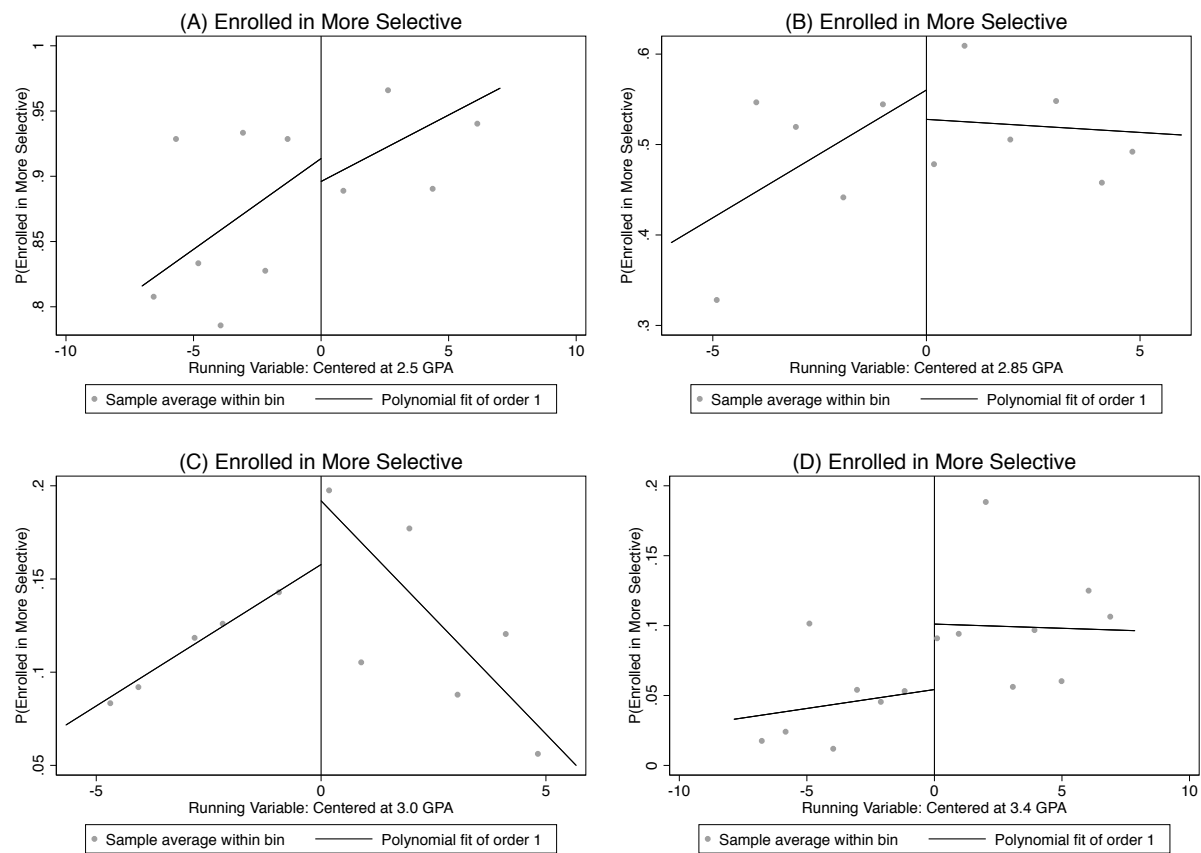 (A) Enrolled in More Selective
P(Enrolled in More Selective)
1
.95
.9
.85
.8
-10 -5 0 5 10
Running Variable: Centered at 2.5 GPA
Sample average within bin Polynomial fit of order 1
(B) Enrolled in More Selective
P(Enrolled in More Selective)
.6
.5
.4
.3
-5 0 5
Running Variable: Centered at 2.85 GPA
Sample average within bin Polynomial fit of order 1
(C) Enrolled in More Selective
P(Enrolled in More Selective)
.2
.15
.1
.05
-5 0 5
Running Variable: Centered at 3.0 GPA
Sample average within bin Polynomial fit of order 1
(D) Enrolled in More Selective
P(Enrolled in More Selective)
.2
.15
.1
.05
0
-10 -5 0 5 10
Running Variable: Centered at 3.4 GPA
Sample average within bin Polynomial fit of order 1